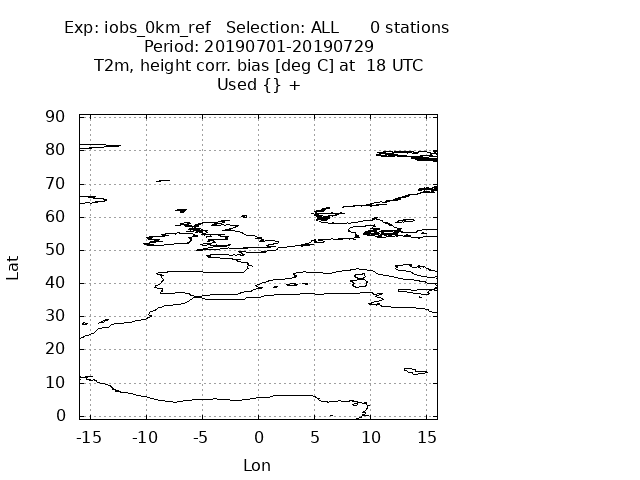 Exp: iobs_0km_ref   Selection: ALL      0 stations
Period: 20190701-20190729
T2m, height corr. bias [deg C] at  18 UTC
Used {} +
90
80
70
60
50
40
30
20
10
0
Lat
-15 -10 -5 0 5 10 15
Lon